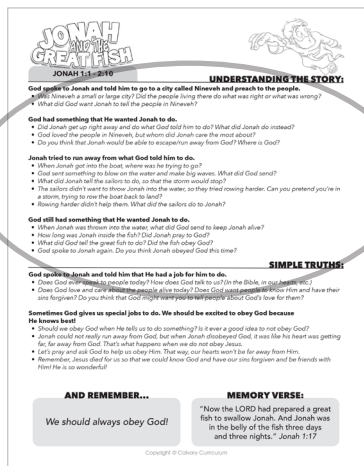 JONAH
AND THE
GREAT FISH
JONAH 1:1 - 2:10
UNDERSTANDING THE STORY:
God spoke to Jonah and told him to go to a city called Nineveh and preach to the people.
• Was Nineveh a small or large city? Did the people living there do what was right or what was wrong?
• What did God want Jonah to tell the people in Nineveh?
God had something that He wanted Jonah to do.
• Did Jonah get up right away and do what God told him to? What did Jonah do instead?
• God loved the people in Nineveh, but whom did Jonah care the most about?
• Do you think that Jonah would be able to escape/run away from God? Where is God?
Jonah tried to run away from what God told him to do.
• When Jonah got into the boat, where was he trying to go?
• God sent something to blow on the water and make big waves. What did God send?
• What did Jonah tell the sailors to do, so that the storm would stop?
• The sailors didn't want to throw Jonah into the water, so they tried rowing harder. Can you pretend you're in
a storm, trying to row the boat back to land?
• Rowing harder didn't help them. What did the sailors do to Jonah?
God still had something that He wanted Jonah to do.
• When Jonah was thrown into the water, what did God send to keep Jonah alive?
• How long was Jonah inside the fish? Did Jonah pray to God?
• What did God tell the great fish to do? Did the fish obey God?
• God spoke to Jonah again. Do you think Jonah obeyed God this time?
SIMPLE TRUTHS:
God spoke to Jonah and told him that He had a job for him to do.
• Does God ever speak to people today? How does God talk to us? (In the Bible, in our hearts, etc.)
• Does God love and care about the people alive today? Does God want people to know Him and have their
sins forgiven? Do you think that God might want you to tell people about God's love for them?
Sometimes God gives us special jobs to do. We should be excited to obey God because
He knows best!
• Should we obey God when He tells us to do something? Is it ever a good idea to not obey God?
• Jonah could not really run away from God, but when Jonah disobeyed God, it was like his heart was getting
far, far away from God. That's what happens when we do not obey Jesus.
• Let's pray and ask God to help us obey Him. That way, our hearts won't be far away from Him.
• Remember, Jesus died for us so that we could know God and have our sins forgiven and be friends with
Him! He is so wonderful!
AND REMEMBER...
We should always obey God!
MEMORY VERSE:
"Now the LORD had prepared a great
fish to swallow Jonah. And Jonah was
in the belly of the fish three days
and three nights." Jonah 1:17
Copyright © Calvary Curriculum